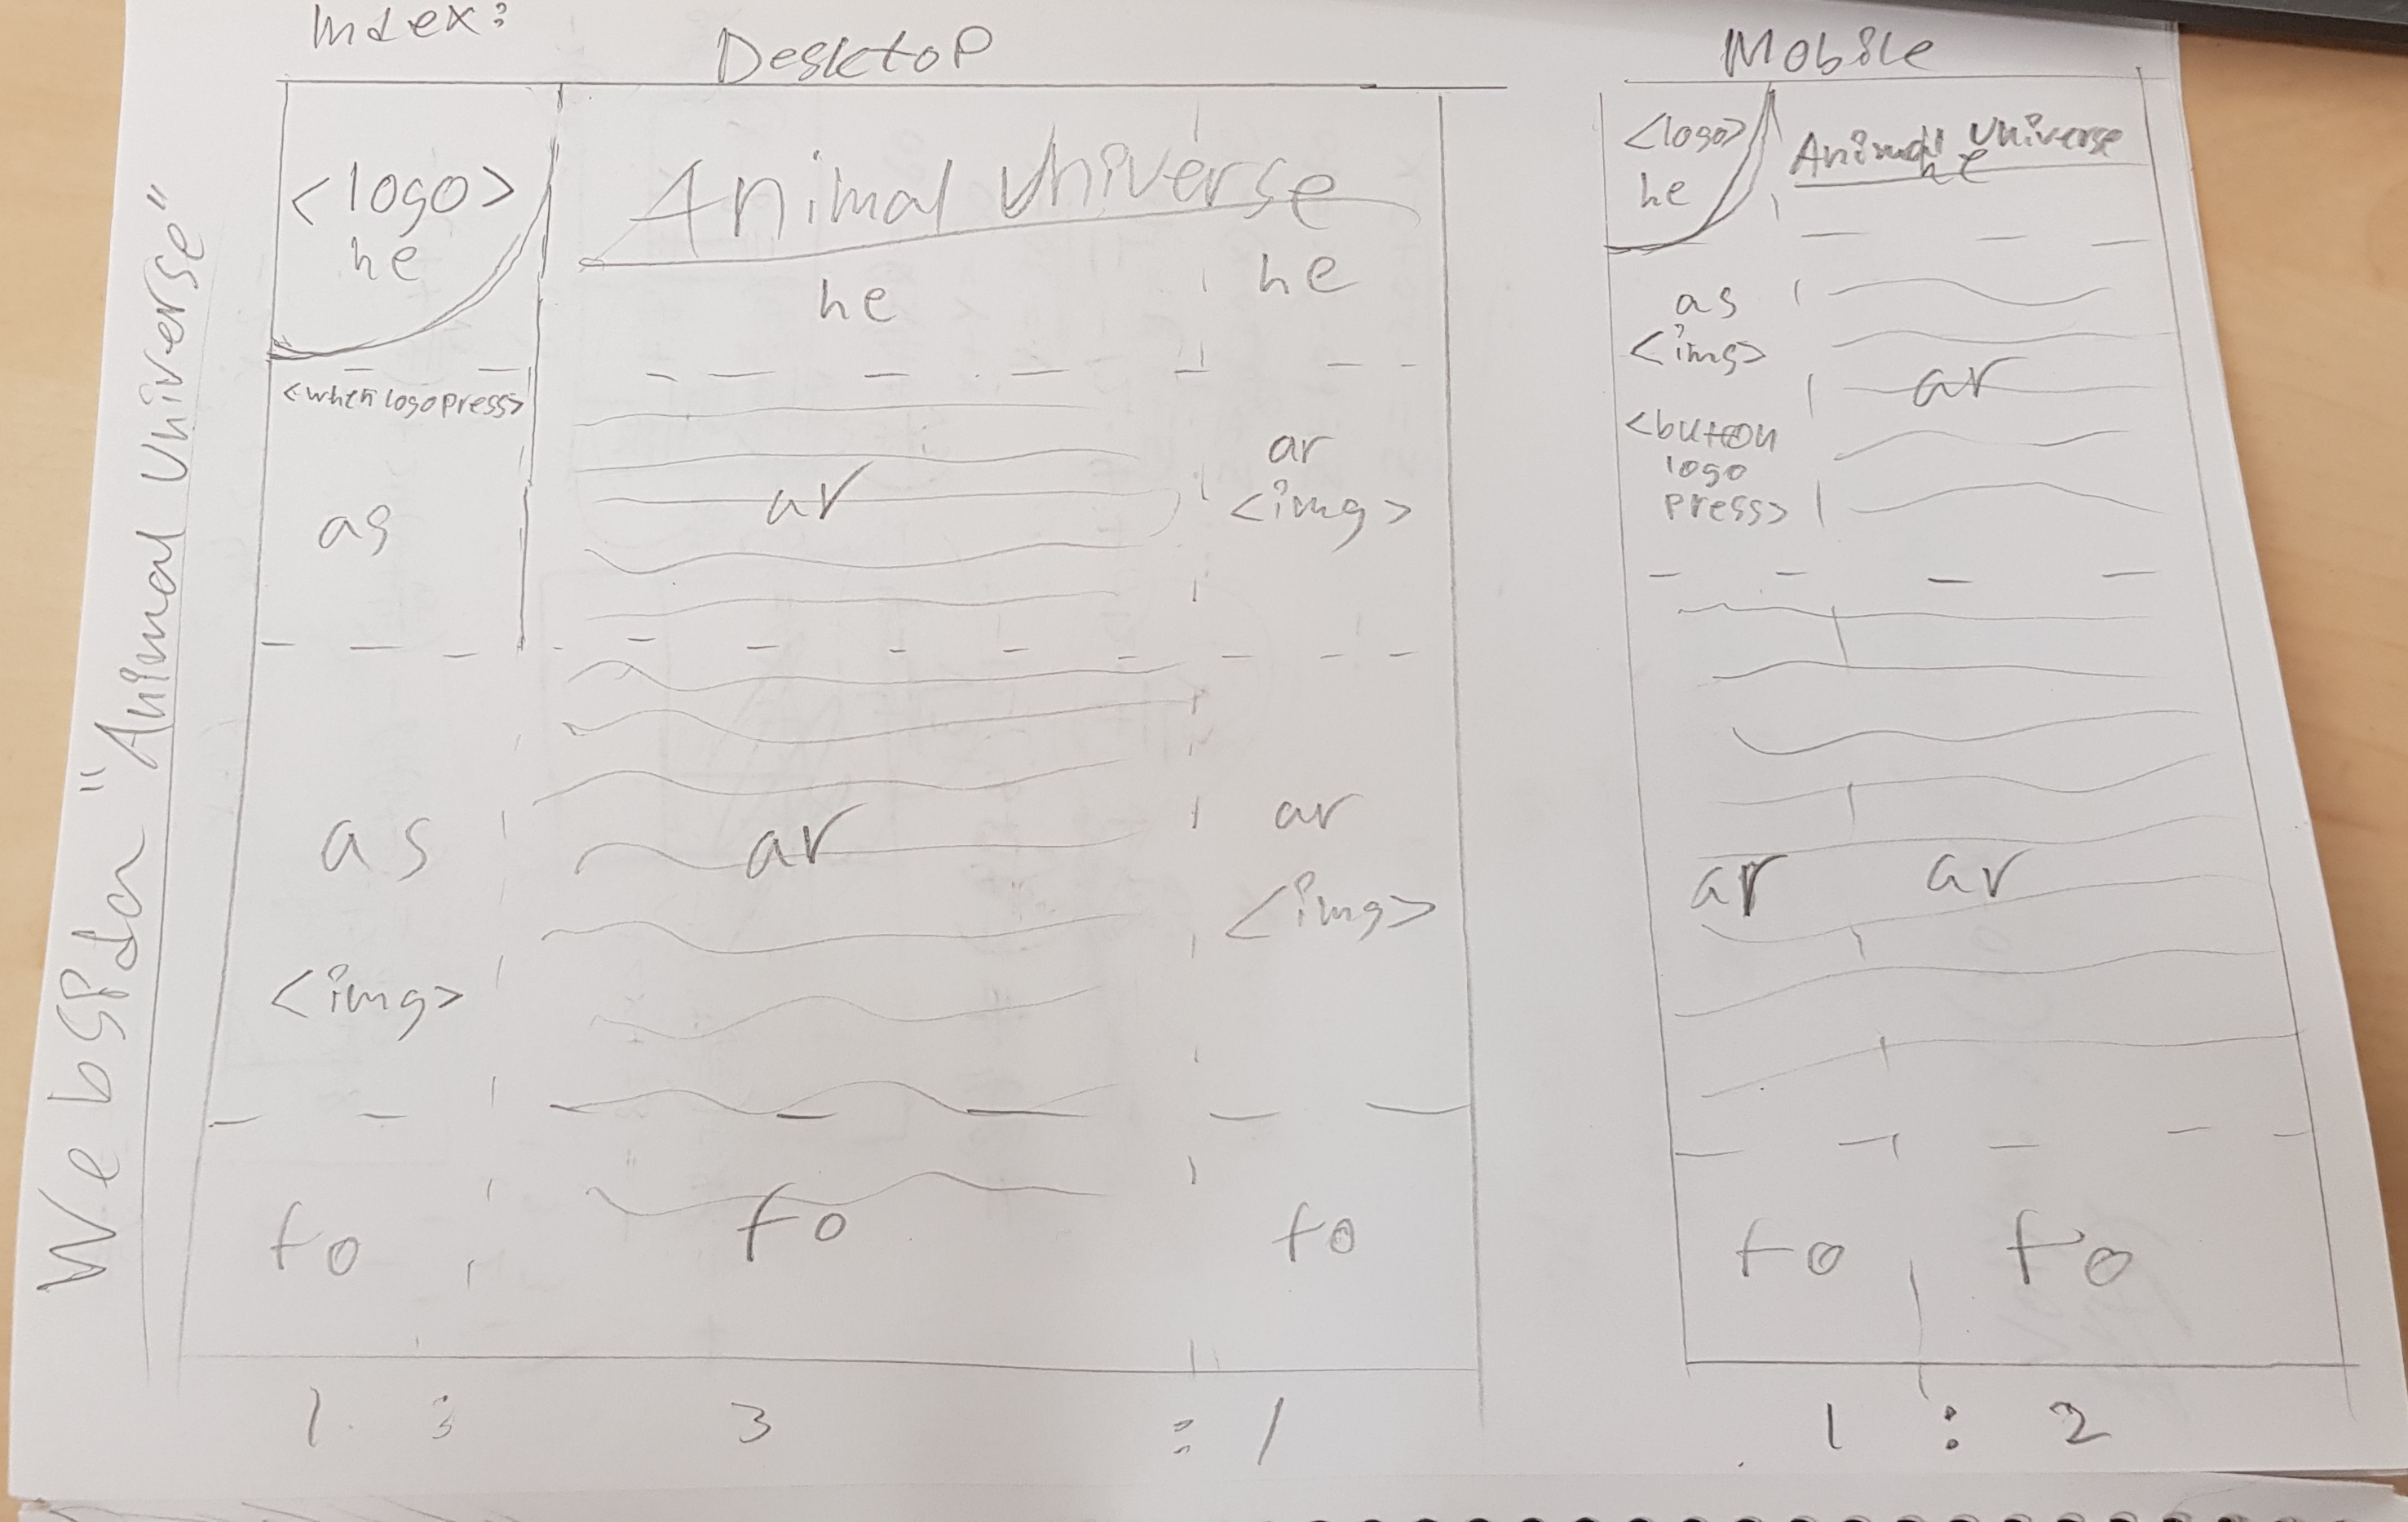 Index:
Desktop
Mobile
Weboška "Animal Universe"
<logo>
he
Animal Universe
he
he
<when logo press>
as
ar
ar
<img>
as
<img>
ar
ar
<img>
fo
fo
fo
1 : 3 : 1
<logo>
he
Animal Universe
he
as
<img>
<button
logo
press>
ar
ar
ar
fo
fo
1 : 2